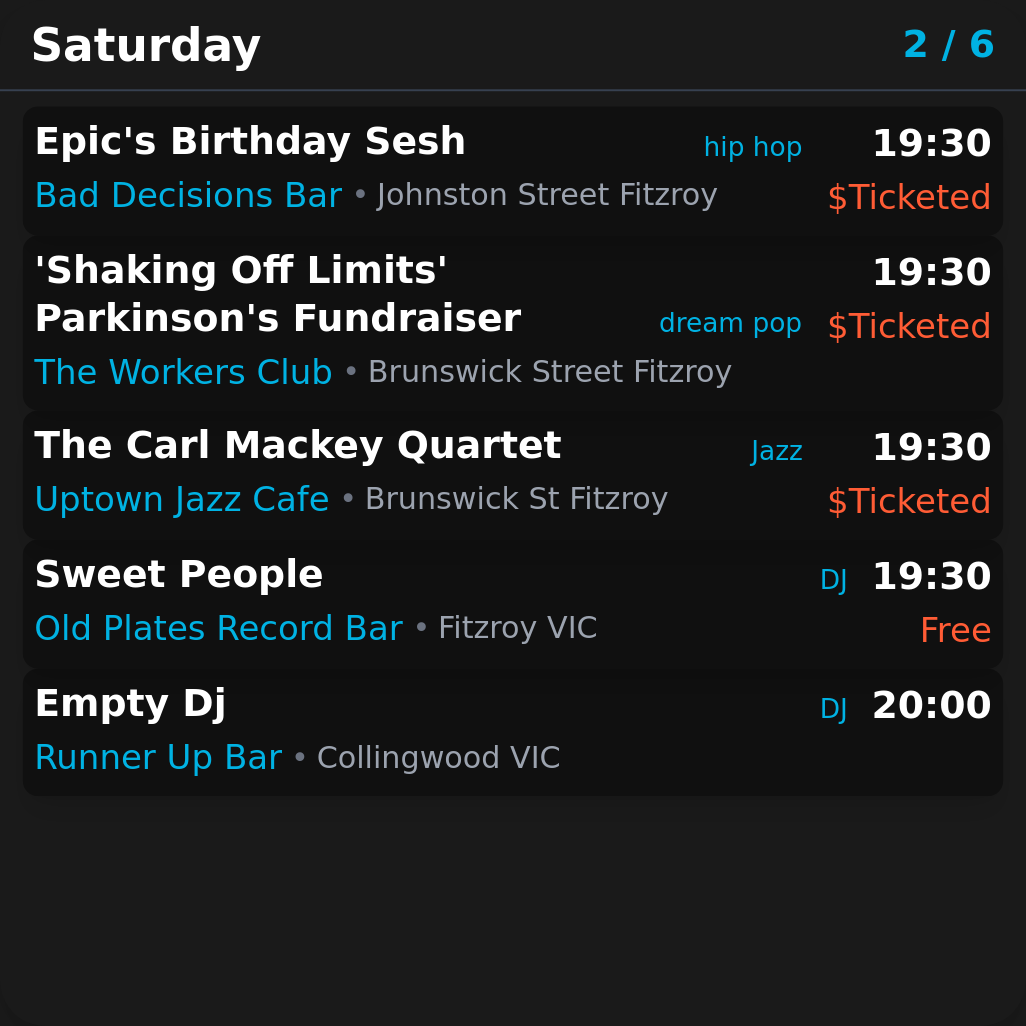 Saturday 2 / 6
Epic's Birthday Sesh hip hop 19:30
Bad Decisions Bar • Johnston Street Fitzroy $Ticketed
'Shaking Off Limits' 19:30
Parkinson's Fundraiser dream pop $Ticketed
The Workers Club • Brunswick Street Fitzroy
The Carl Mackey Quartet Jazz 19:30
Uptown Jazz Cafe • Brunswick St Fitzroy $Ticketed
Sweet People DJ 19:30
Old Plates Record Bar • Fitzroy VIC Free
Empty Dj DJ 20:00
Runner Up Bar • Collingwood VIC